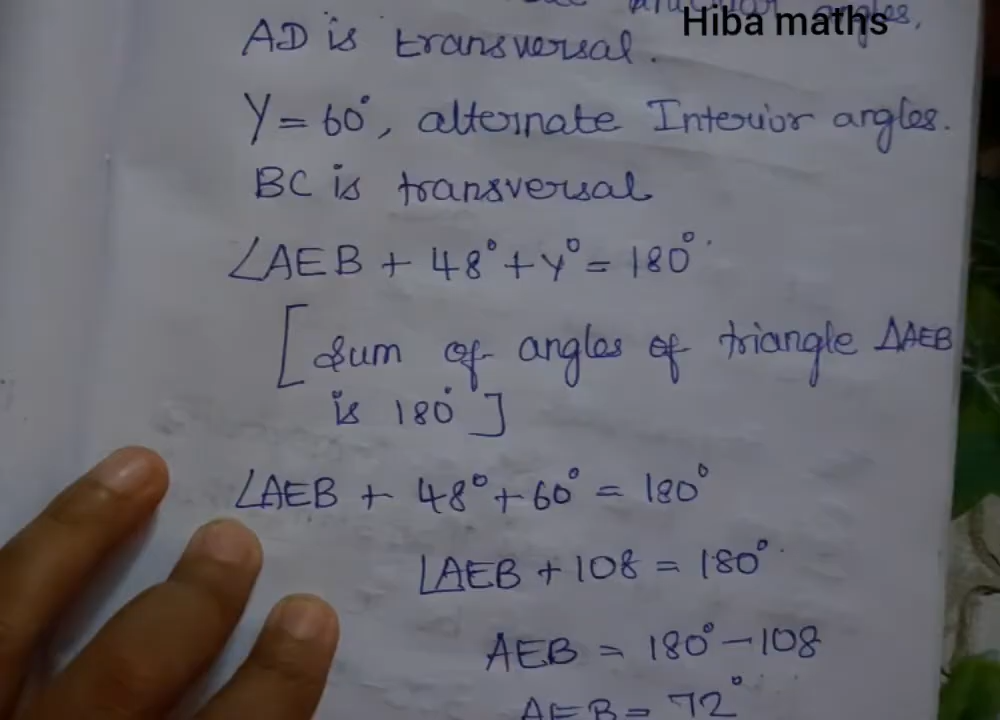 angles,
Hiba maths
AD is transversal.
Y = 60°, alternate Interior angles.
BC is transversal
∠AEB + 48° + y° = 180°
[Sum of angles of triangle ΔAEB
is 180°]
∠AEB + 48° + 60° = 180°
∠AEB + 108 = 180°
AEB = 180° - 108
AEB = 72°